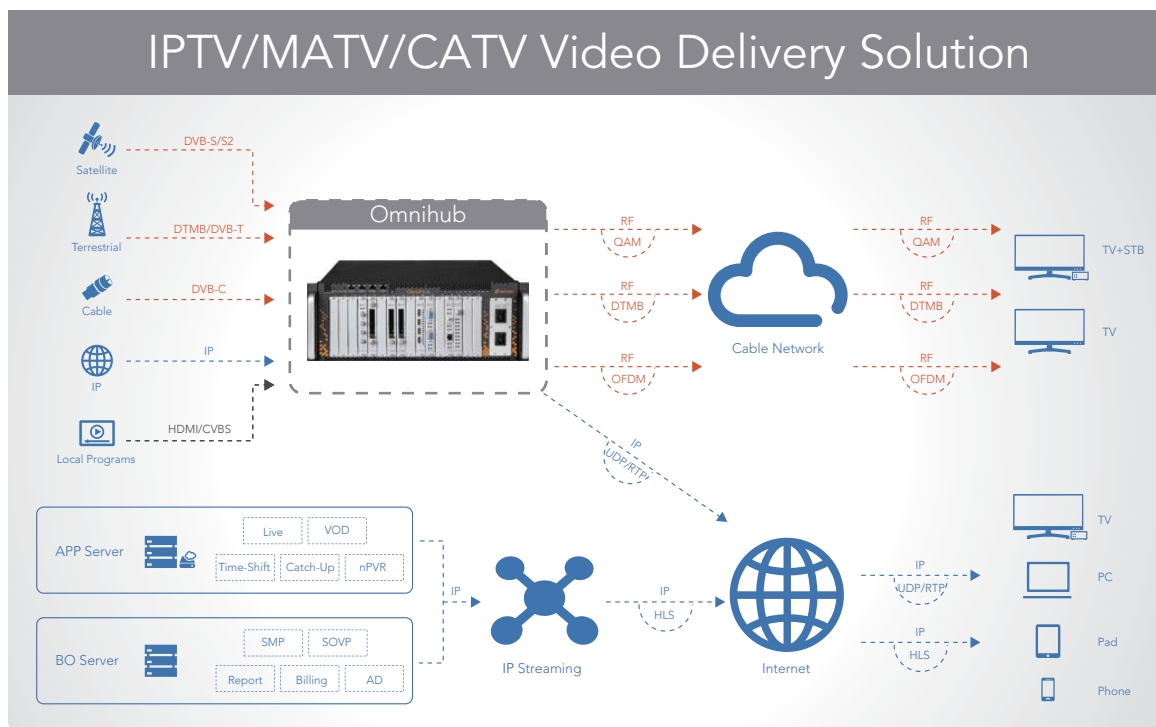 IPTV/MATV/CATV Video Delivery Solution
Satellite
DVB-S/S2
Terrestrial
DTMB/DVB-T
Cable
DVB-C
IP
IP
Local Programs
HDMI/CVBS
Omnihub
RF
QAM
RF
DTMB
RF
OFDM
IP
UDP/RTP
Cable Network
RF
QAM
RF
DTMB
RF
OFDM
TV+STB
TV
APP Server
Live
VOD
Time-Shift
Catch-Up
nPVR
BO Server
SMP
SOVP
Report
Billing
AD
IP
IP Streaming
IP
HLS
Internet
IP
UDP/RTP
IP
HLS
TV
PC
Pad
Phone